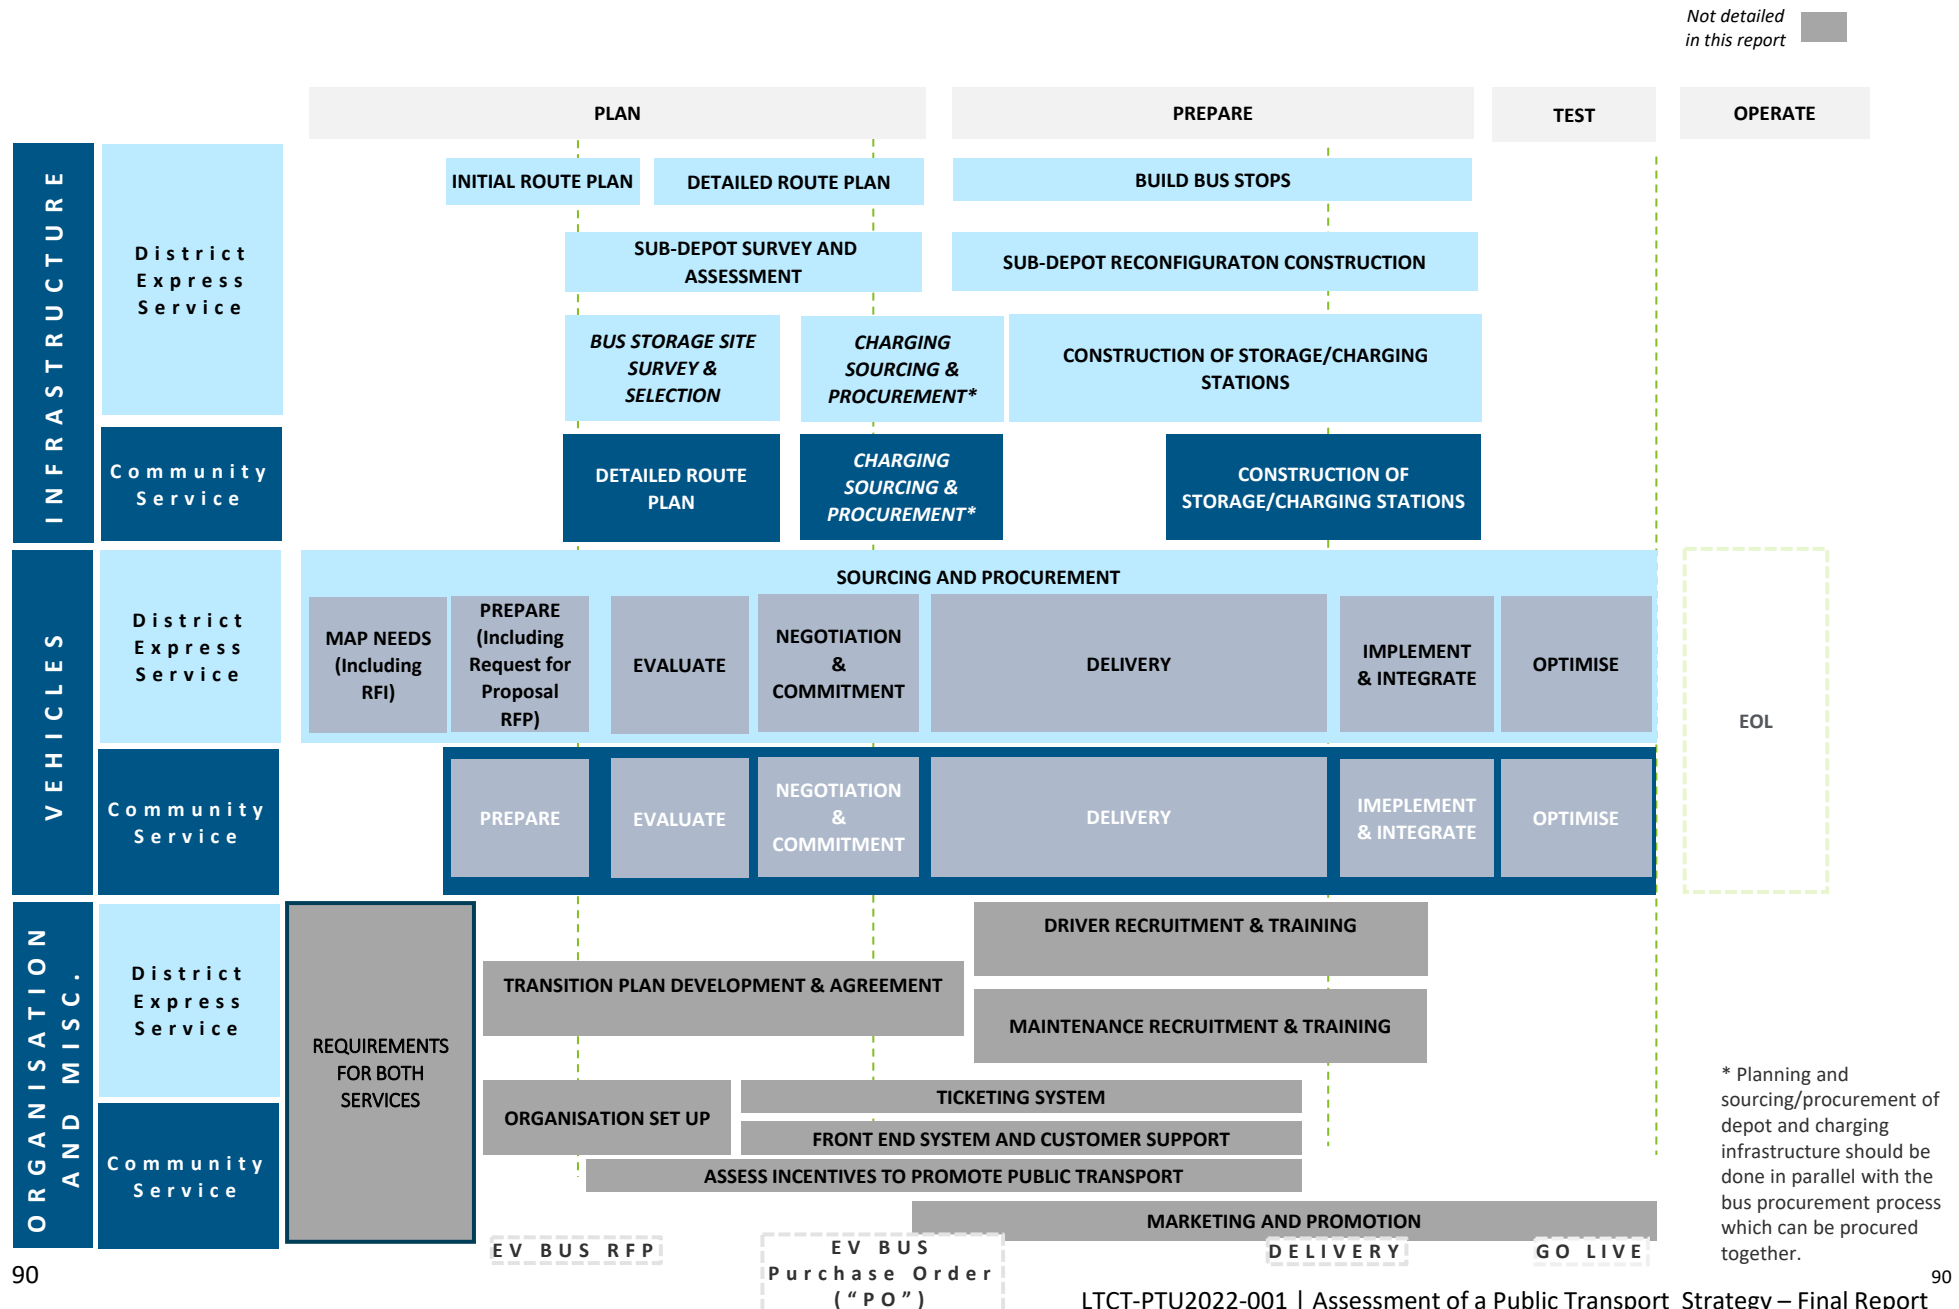 Not detailed
in this report
PLAN
PREPARE
TEST
OPERATE
INFRASTRUCTURE
District
Express
Service
INITIAL ROUTE PLAN
DETAILED ROUTE PLAN
BUILD BUS STOPS
SUB-DEPOT SURVEY AND
ASSESSMENT
SUB-DEPOT RECONFIGURATON CONSTRUCTION
BUS STORAGE SITE
SURVEY &
SELECTION
CHARGING
SOURCING &
PROCUREMENT*
CONSTRUCTION OF STORAGE/CHARGING
STATIONS
Community
Service
DETAILED ROUTE
PLAN
CHARGING
SOURCING &
PROCUREMENT*
CONSTRUCTION OF
STORAGE/CHARGING STATIONS
VEHICLES
District
Express
Service
SOURCING AND PROCUREMENT
MAP NEEDS
(Including
RFI)
PREPARE
(Including
Request for
Proposal
RFP)
EVALUATE
NEGOTIATION
&
COMMITMENT
DELIVERY
IMPLEMENT
& INTEGRATE
OPTIMISE
EOL
Community
Service
PREPARE
EVALUATE
NEGOTIATION
&
COMMITMENT
DELIVERY
IMEPLEMENT
& INTEGRATE
OPTIMISE
ORGANISATION
AND MISC.
District
Express
Service
Community
Service
REQUIREMENTS
FOR BOTH
SERVICES
DRIVER RECRUITMENT & TRAINING
TRANSITION PLAN DEVELOPMENT & AGREEMENT
MAINTENANCE RECRUITMENT & TRAINING
ORGANISATION SET UP
TICKETING SYSTEM
FRONT END SYSTEM AND CUSTOMER SUPPORT
ASSESS INCENTIVES TO PROMOTE PUBLIC TRANSPORT
MARKETING AND PROMOTION
EV BUS RFP
EV BUS
Purchase Order
("PO")
DELIVERY
GO LIVE
* Planning and
sourcing/procurement of
depot and charging
infrastructure should be
done in parallel with the
bus procurement process
which can be procured
together.
90
90
LTCT-PTU2022-001 | Assessment of a Public Transport Strategy – Final Report